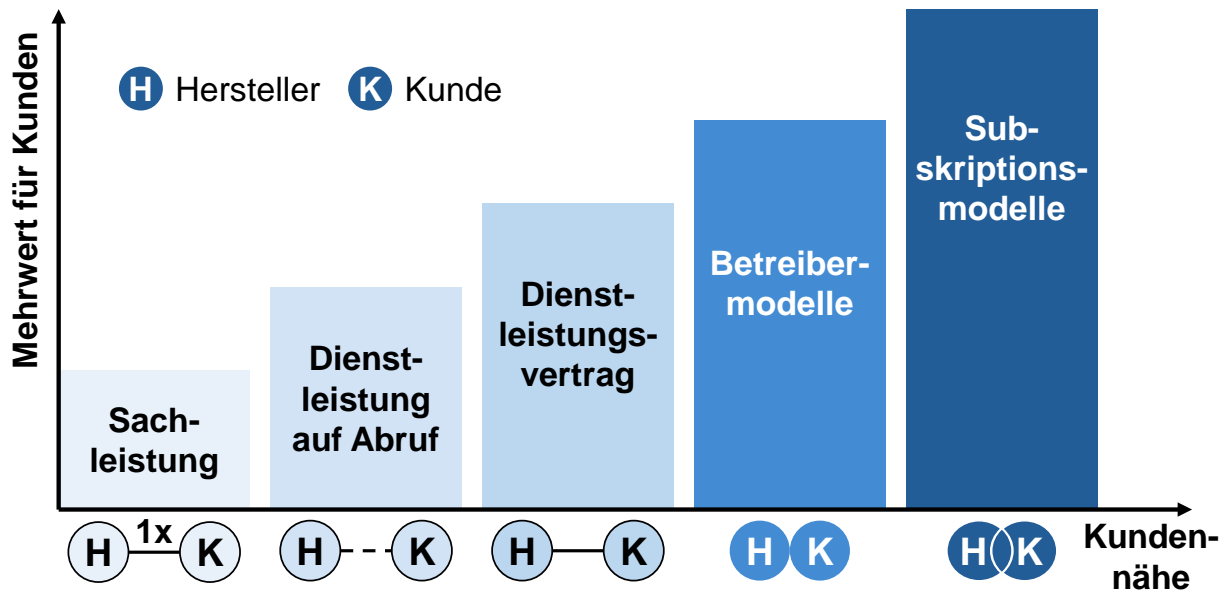 Mehrwert für Kunden
H Hersteller K Kunde
Sach-
leistung
Dienst-
leistung
auf Abruf
Dienst-
leistungs-
vertrag
Betreiber-
modelle
Sub-
skriptions-
modelle
H 1x K
H K
H K
H K
H K
Kunden-
nähe